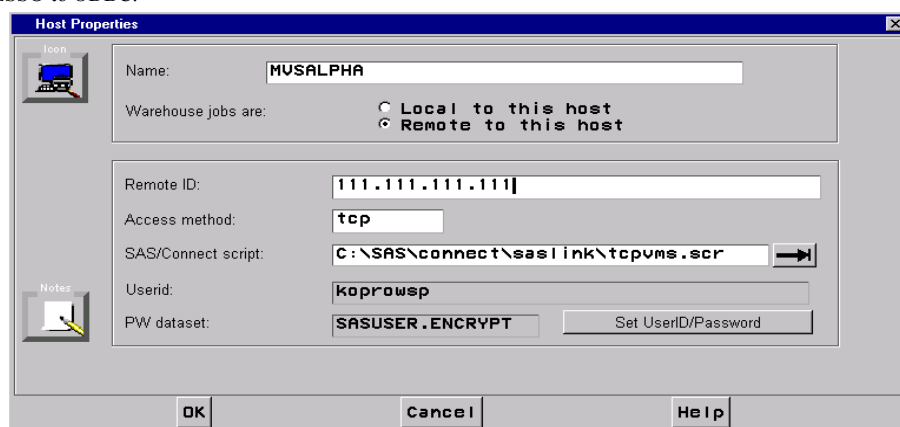 Host Properties
Icon
Name: MVSALPHA
Warehouse jobs are: Local to this host
Remote to this host
Remote ID: 111.111.111.111
Access method: tcp
SAS/Connect script: C:\SAS\connect\saslink\tcpvms.scr
Notes
Userid: koprowsp
PW dataset: SASUSER.ENCRYPT Set UserID/Password
OK Cancel Help